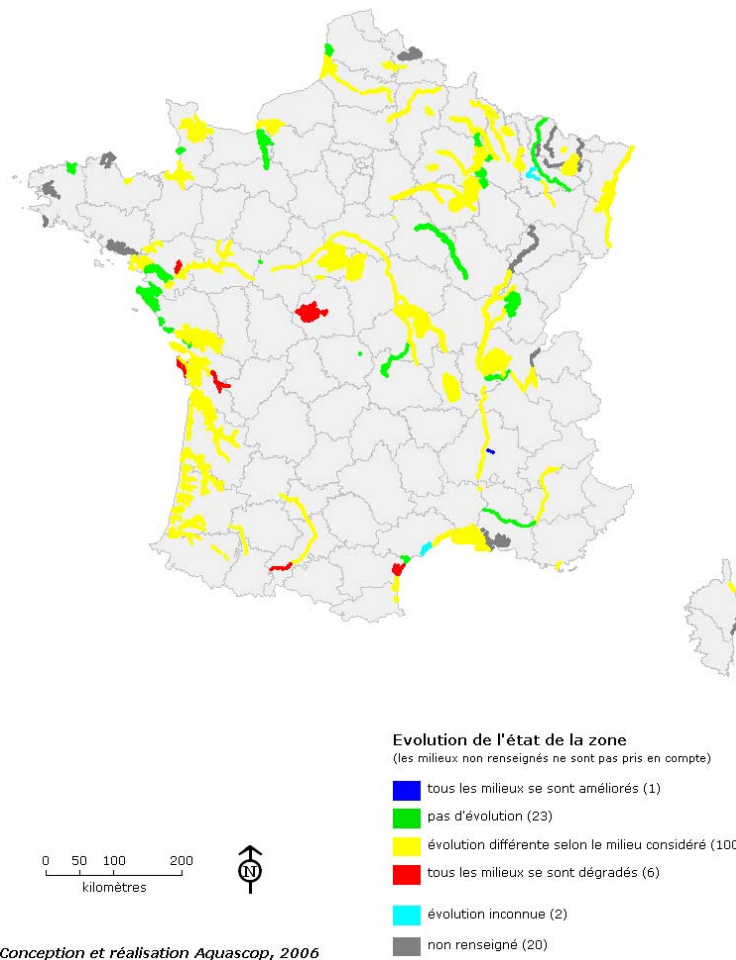 Evolution de l'état de la zone
(les milieux non renseignés ne sont pas pris en compte)
tous les milieux se sont améliorés (1)
pas d'évolution (23)
évolution différente selon le milieu considéré (100
tous les milieux se sont dégradés (6)
évolution inconnue (2)
non renseigné (20)
0 50 100 200
kilomètres
N
Conception et réalisation Aquascop, 2006